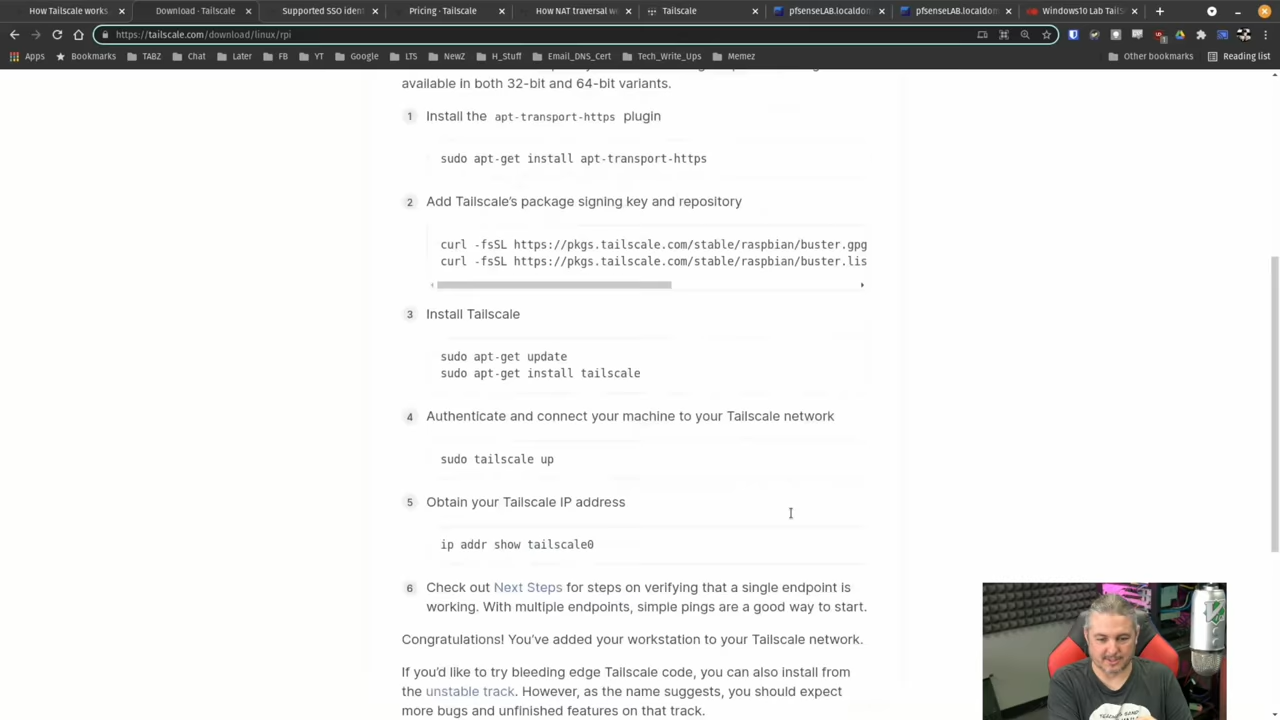 How Tailscale works.
Download · Tailscale
Supported SSO ident
Pricing · Tailscale
How NAT traversal w
Tailscale
pfsenseLAB.localdom
pfsenseLAB.localdom
Windows10 Lab TailS
https://tailscale.com/download/linux/rpi
Apps
Bookmarks
TABZ
Chat
Later
FB
YT
Google
LTS
NewZ
H_Stuff
Email_DNS_Cert
Tech_Write_Ups
Memez
Other bookmarks
Reading list
available in both 32-bit and 64-bit variants.
1 Install the apt-transport-https plugin
sudo apt-get install apt-transport-https
2 Add Tailscale’s package signing key and repository
curl -fsSL https://pkgs.tailscale.com/stable/raspbian/buster.gpg
curl -fsSL https://pkgs.tailscale.com/stable/raspbian/buster.lis
3 Install Tailscale
sudo apt-get update
sudo apt-get install tailscale
4 Authenticate and connect your machine to your Tailscale network
sudo tailscale up
5 Obtain your Tailscale IP address
ip addr show tailscale0
6 Check out Next Steps for steps on verifying that a single endpoint is
working. With multiple endpoints, simple pings are a good way to start.
Congratulations! You’ve added your workstation to your Tailscale network.
If you’d like to try bleeding edge Tailscale code, you can also install from
the unstable track. However, as the name suggests, you should expect
more bugs and unfinished features on that track.